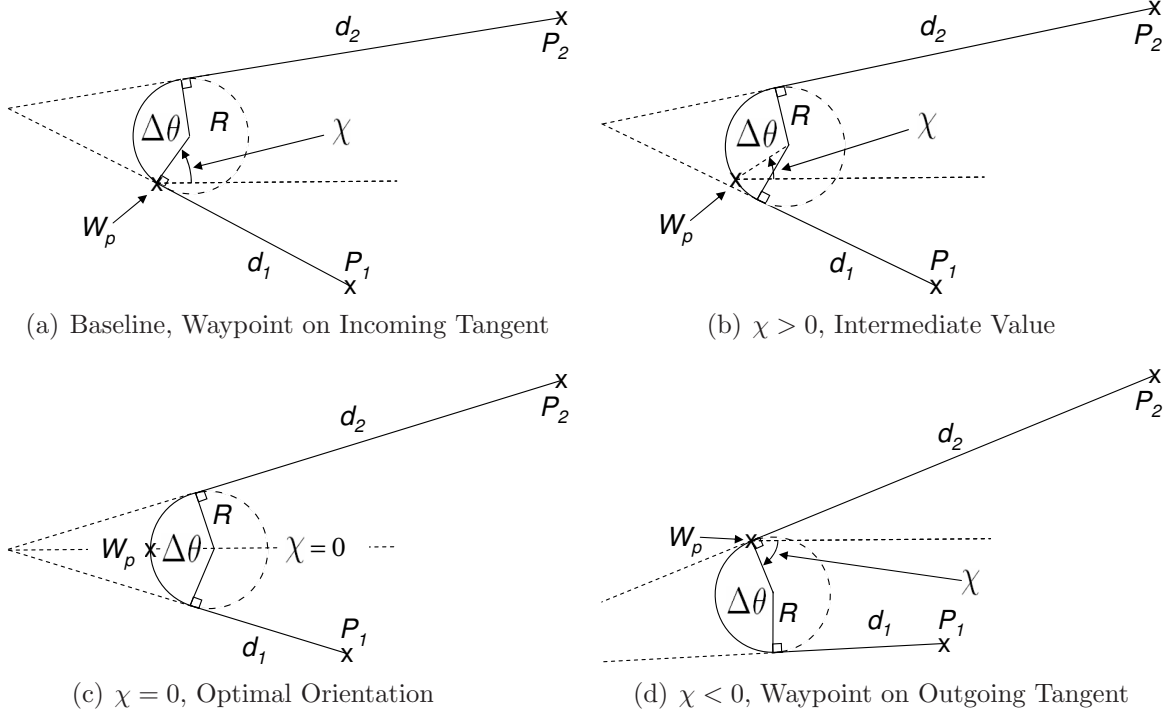 d2
P2
Δθ
R
χ
Wp
d1
P1
(a) Baseline, Waypoint on Incoming Tangent
d2
P2
R
Δθ
χ
Wp
d1
P1
(b) χ > 0, Intermediate Value
d2
P2
R
Wp
Δθ
χ = 0
P1
d1
(c) χ = 0, Optimal Orientation
d2
P2
Wp
χ
Δθ
R
d1
P1
(d) χ < 0, Waypoint on Outgoing Tangent